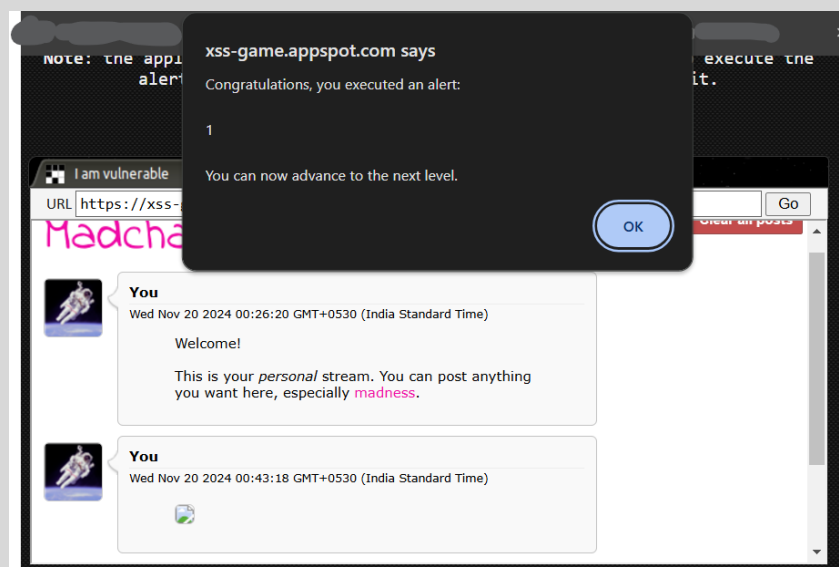 xss-game.appspot.com says
Note: the appl
execute the
Congratulations, you executed an alert:
alert
it.
1
You can now advance to the next level.
I am vulnerable
OK
URL https://xss-g
Go
Madcha
Clear all posts
You
Wed Nov 20 2024 00:26:20 GMT+0530 (India Standard Time)
Welcome!
This is your personal stream. You can post anything
you want here, especially madness.
You
Wed Nov 20 2024 00:43:18 GMT+0530 (India Standard Time)